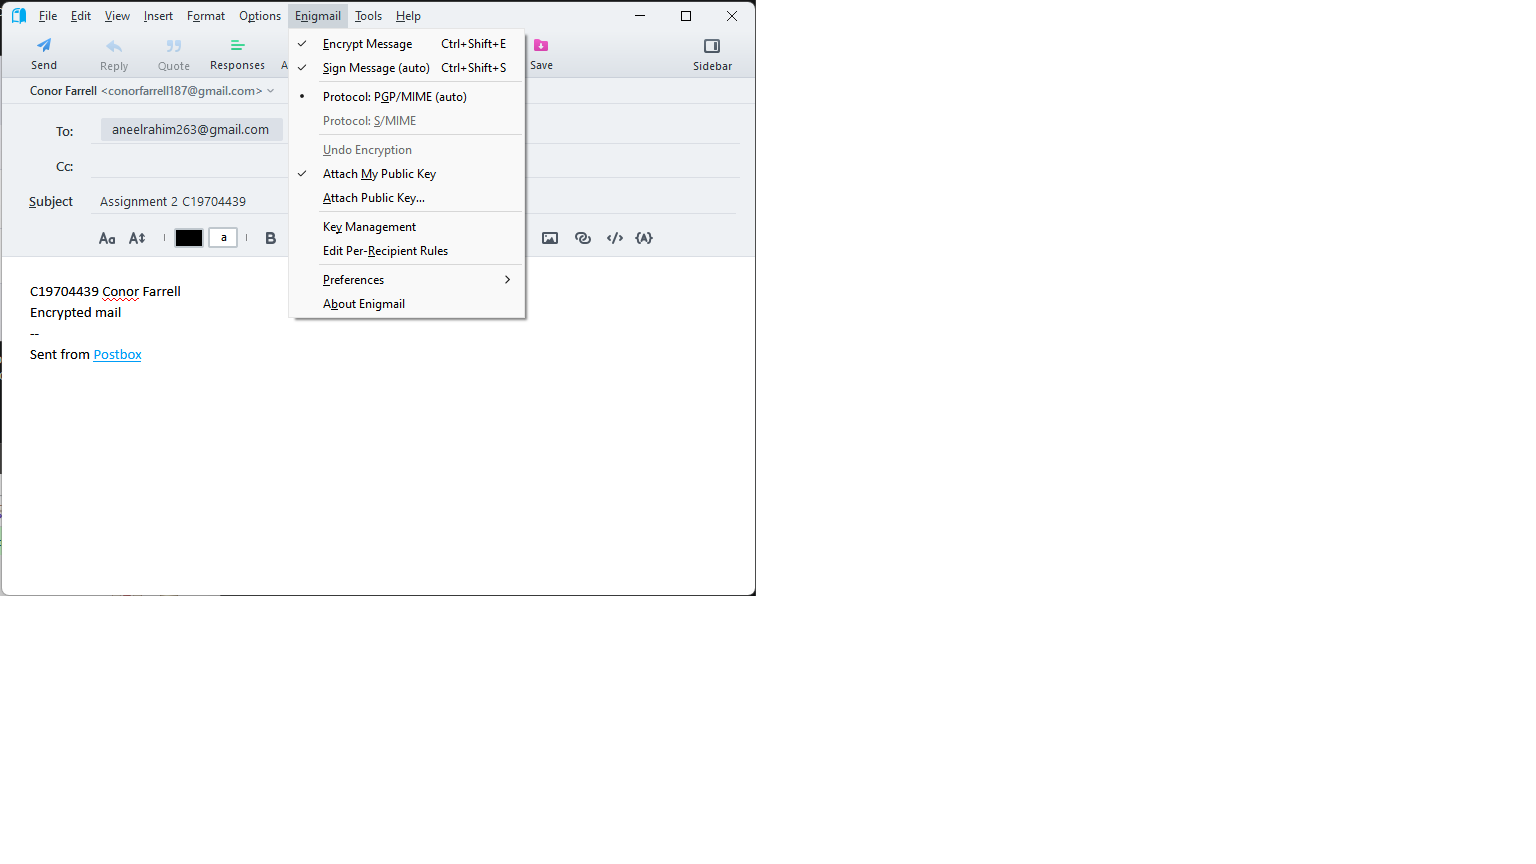 File Edit View Insert Format Options Enigmail Tools Help
Send Reply Quote Responses A Save Sidebar
Encrypt Message Ctrl+Shift+E
Sign Message (auto) Ctrl+Shift+S
Protocol: PGP/MIME (auto)
Protocol: S/MIME
Undo Encryption
Attach My Public Key
Attach Public Key...
Key Management
Edit Per-Recipient Rules
Preferences
About Enigmail
Conor Farrell <conorfarrell187@gmail.com>
To: aneelrahim263@gmail.com
Cc:
Subject Assignment 2 C19704439
Aa A a B </> {A}
C19704439 Conor Farrell
Encrypted mail
--
Sent from Postbox